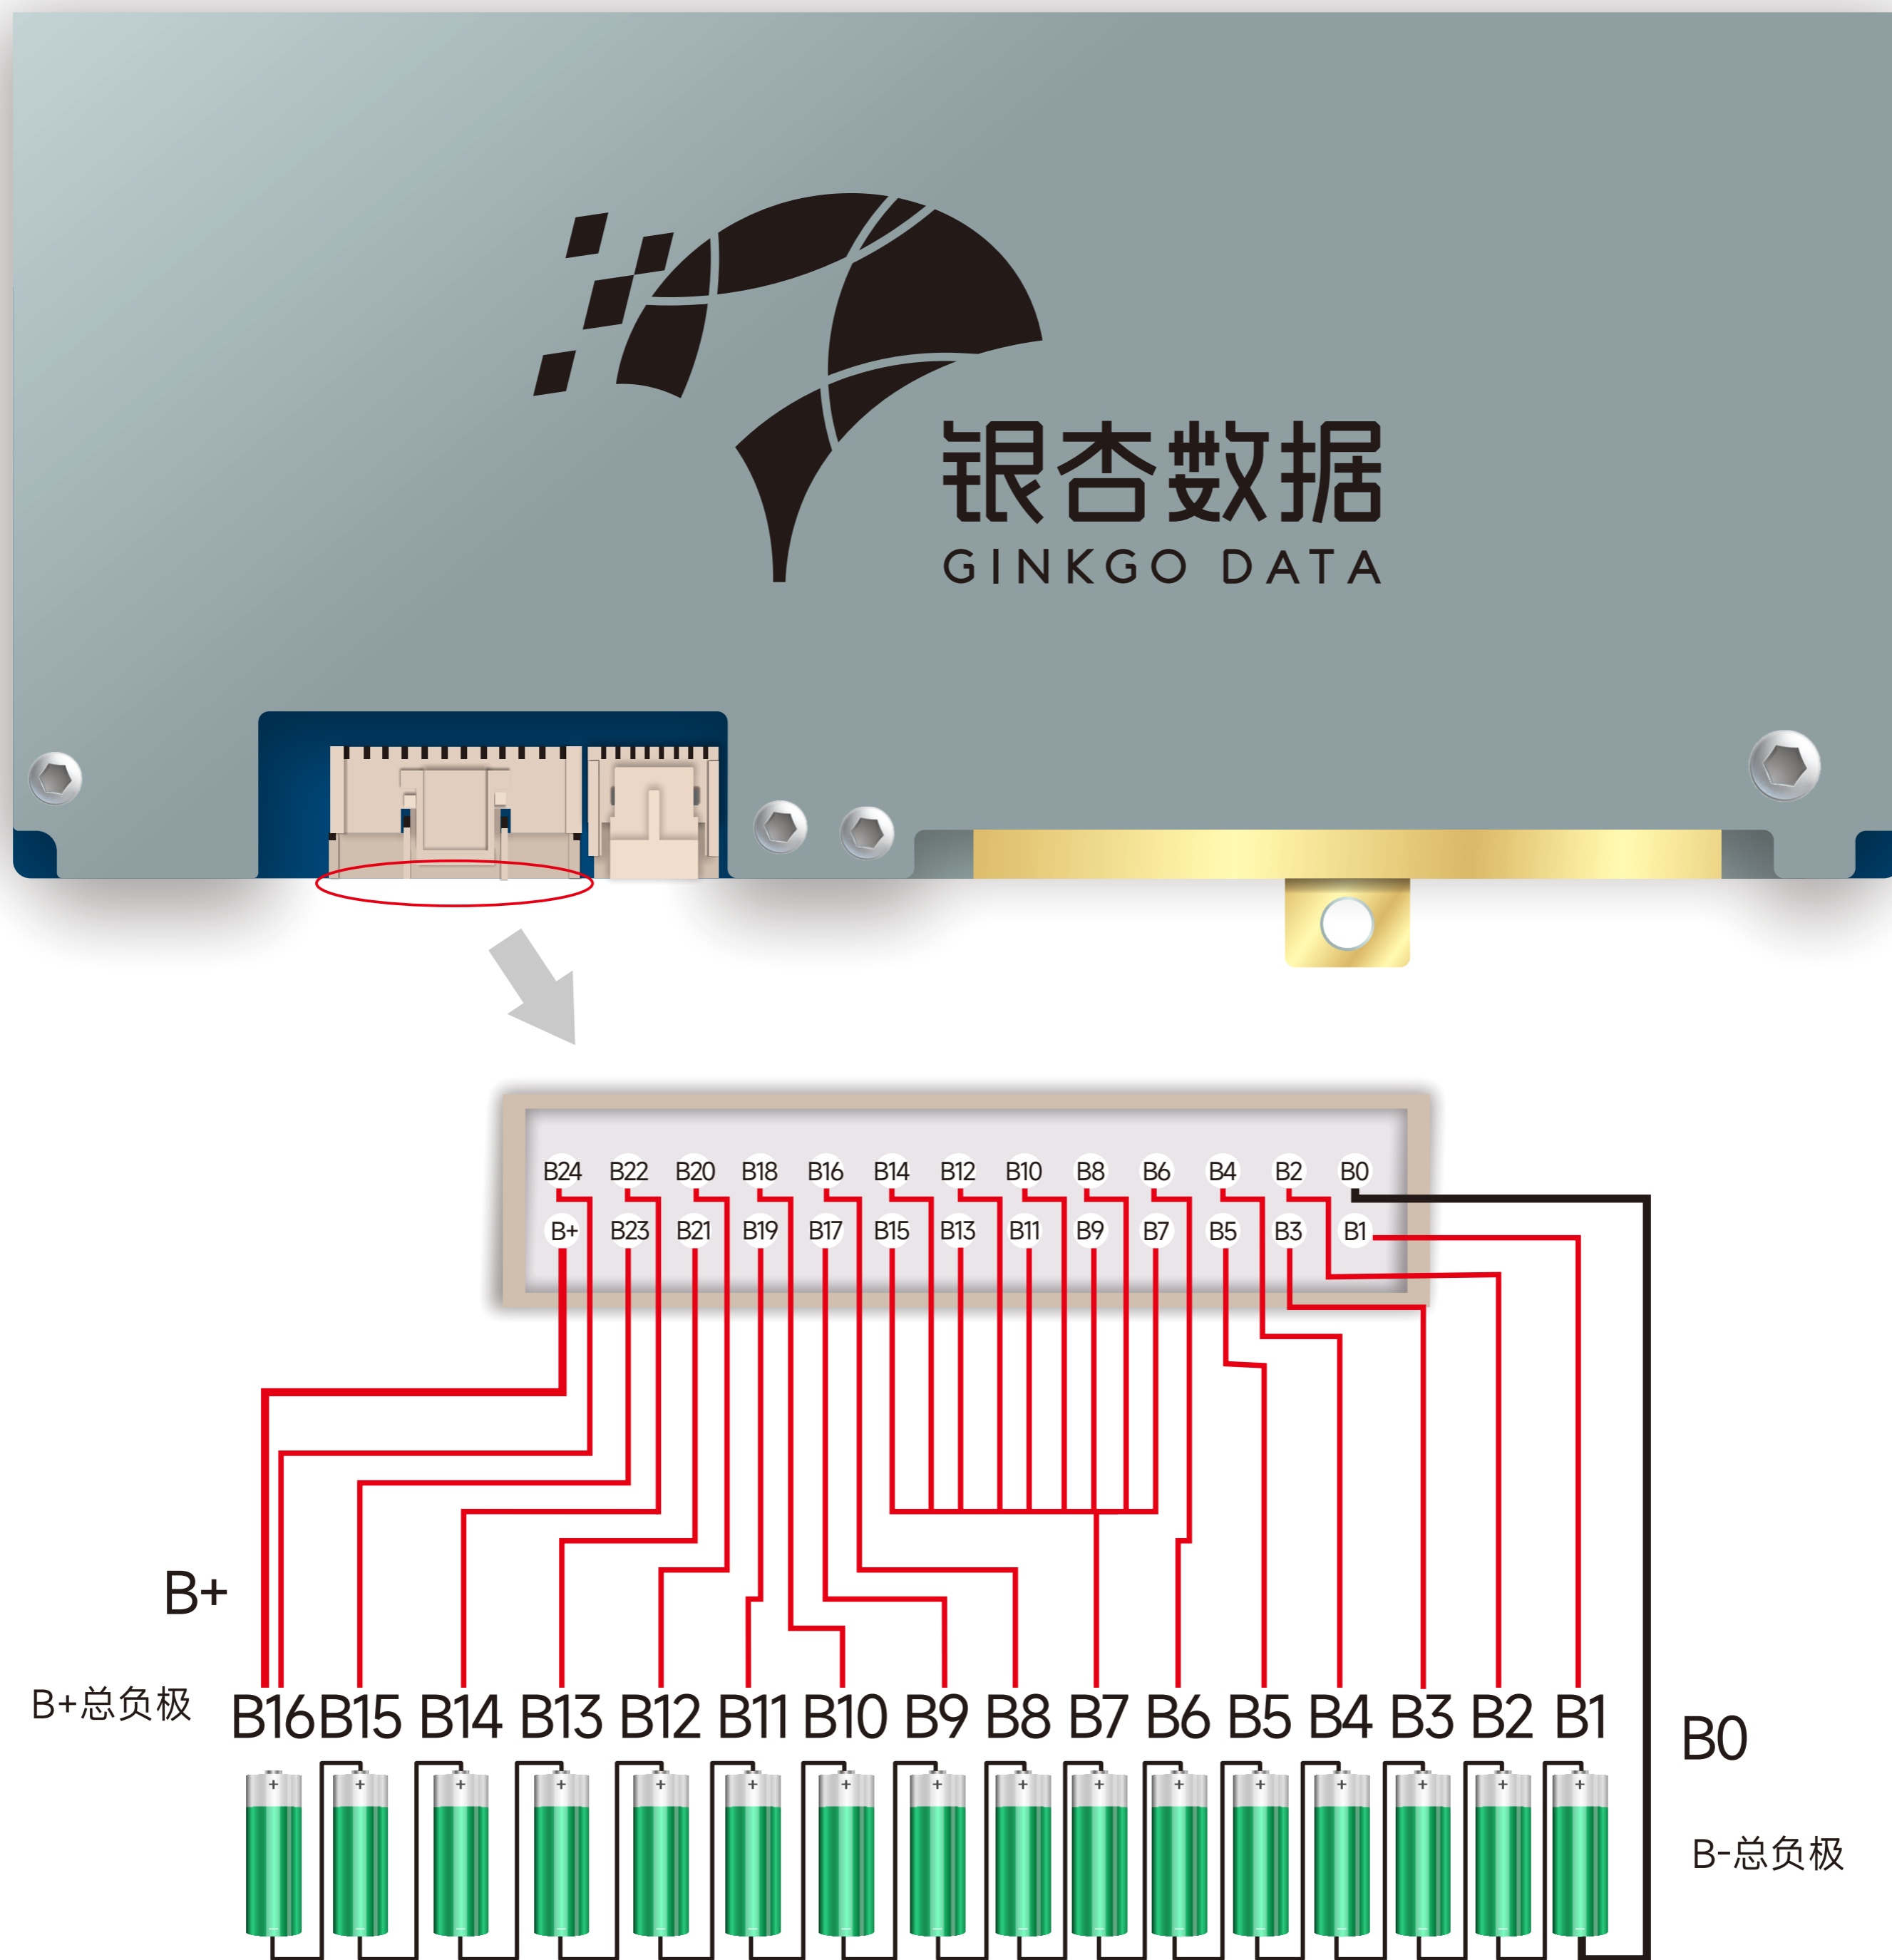 银杏数据
GINKGO DATA
B24 B22 B20 B18 B16 B14 B12 B10 B8 B6 B4 B2 B0
B+ B23 B21 B19 B17 B15 B13 B11 B9 B7 B5 B3 B1
B+
B+总负极
B16 B15 B14 B13 B12 B11 B10 B9 B8 B7 B6 B5 B4 B3 B2 B1
B0
+ + + + + + + + + + + + + + + +
B-总负极